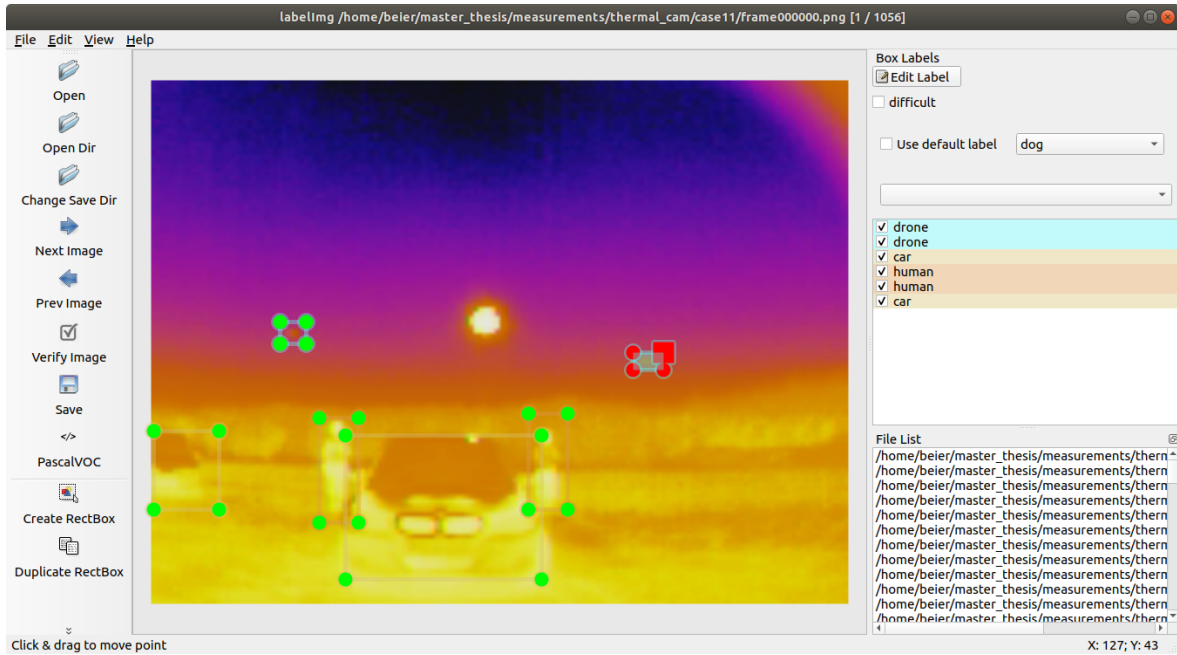 labelImg /home/beier/master_thesis/measurements/thermal_cam/case11/frame000000.png [1 / 1056]
File Edit View Help
Open
Open Dir
Change Save Dir
Next Image
Prev Image
Verify Image
Save
</>
PascalVOC
Create RectBox
Duplicate RectBox
Box Labels
Edit Label
difficult
Use default label dog
drone
drone
car
human
human
car
File List
/home/beier/master_thesis/measurements/therm
/home/beier/master_thesis/measurements/therm
/home/beier/master_thesis/measurements/therm
/home/beier/master_thesis/measurements/therm
/home/beier/master_thesis/measurements/therm
/home/beier/master_thesis/measurements/therm
/home/beier/master_thesis/measurements/therm
/home/beier/master_thesis/measurements/therm
/home/beier/master_thesis/measurements/therm
/home/beier/master_thesis/measurements/therm
/home/beier/master_thesis/measurements/therm
/home/beier/master_thesis/measurements/therm
Click & drag to move point
X: 127; Y: 43